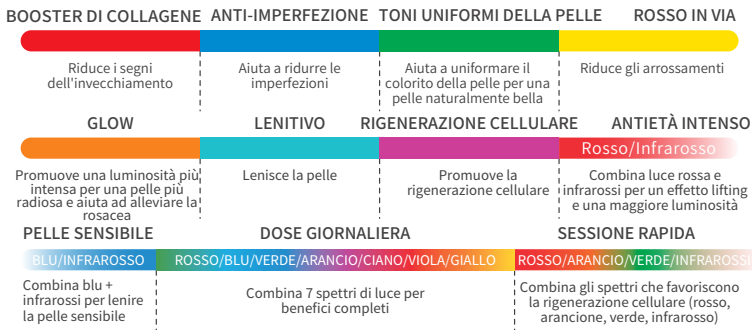 BOOSTER DI COLLAGENE
ANTI-IMPERFEZIONE
TONI UNIFORMI DELLA PELLE
ROSSO IN VIA
Riduce i segni
dell'invecchiamento
Aiuta a ridurre le
imperfezioni
Aiuta a uniformare il
colorito della pelle per una
pelle naturalmente bella
Riduce gli arrossamenti
GLOW
LENITIVO
RIGENERAZIONE CELLULARE
ANTIETÀ INTENSO
Rosso/Infrarosso
Promuove una luminosità più
intensa per una pelle più
radiosa e aiuta ad alleviare la
rosacea
Lenisce la pelle
Promuove la
rigenerazione cellulare
Combina luce rossa e
infrarossi per un effetto lifting
e una maggiore luminosità
PELLE SENSIBILE
DOSE GIORNALIERA
SESSIONE RAPIDA
BLU/INFRAROSSO
ROSSO/BLU/VERDE/ARANCIO/CIANO/VIOLA/GIALLO
ROSSO/ARANCIO/VERDE/INFRAROSSI
Combina blu +
infrarossi per lenire
la pelle sensibile
Combina 7 spettri di luce per
benefici completi
Combina gli spettri che favoriscono
la rigenerazione cellulare (rosso,
arancione, verde, infrarosso)